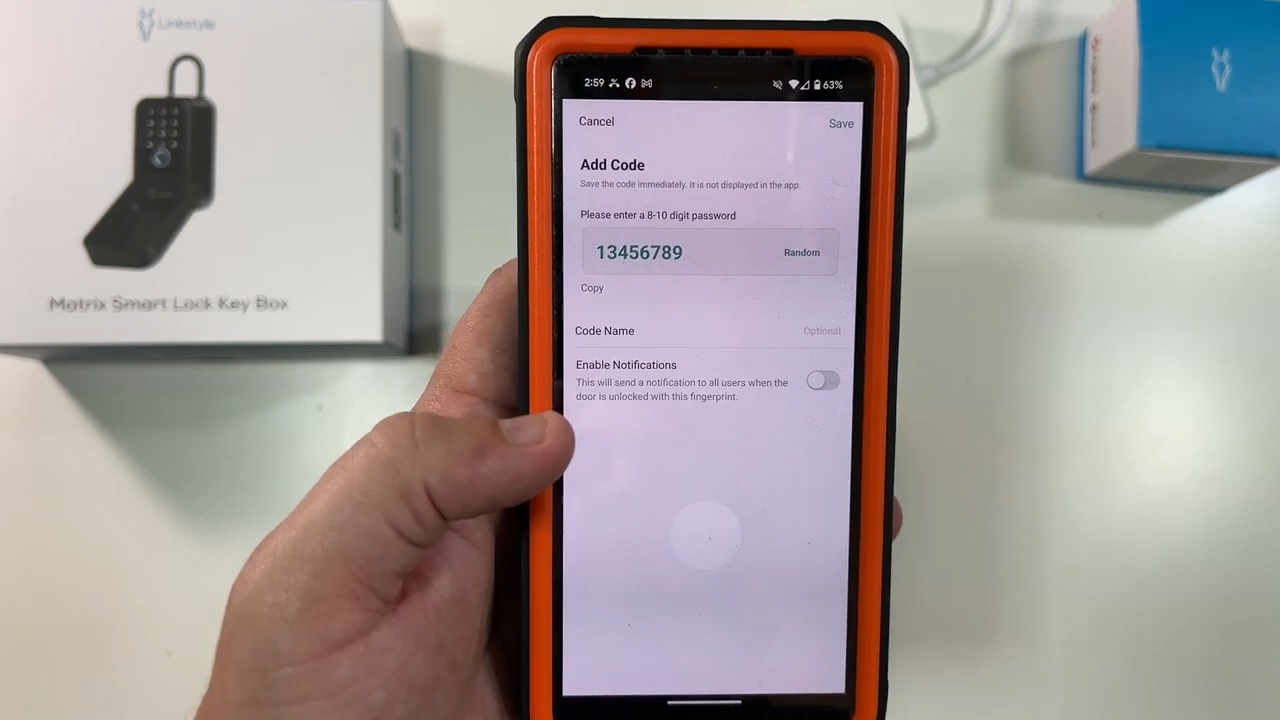 Linkstyle
Matrix Smart Lock Key Box
2:59
63%
Cancel
Save
Add Code
Save the code immediately. It is not displayed in the app.
Please enter a 8-10 digit password
13456789
Random
Copy
Code Name
Optional
Enable Notifications
This will send a notification to all users when the
door is unlocked with this fingerprint.